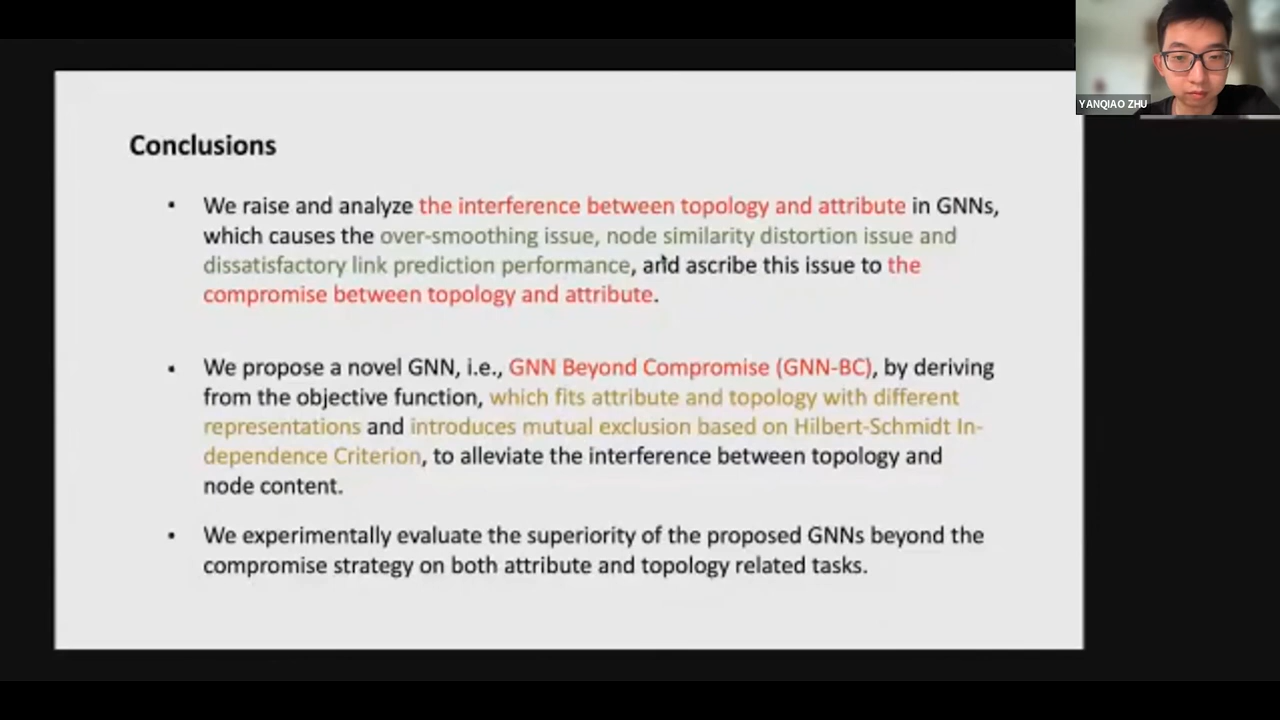 YANQIAO ZHU
Conclusions
• We raise and analyze the interference between topology and attribute in GNNs,
which causes the over-smoothing issue, node similarity distortion issue and
dissatisfactory link prediction performance, and ascribe this issue to the
compromise between topology and attribute.
• We propose a novel GNN, i.e., GNN Beyond Compromise (GNN-BC), by deriving
from the objective function, which fits attribute and topology with different
representations and introduces mutual exclusion based on Hilbert-Schmidt In-
dependence Criterion, to alleviate the interference between topology and
node content.
• We experimentally evaluate the superiority of the proposed GNNs beyond the
compromise strategy on both attribute and topology related tasks.